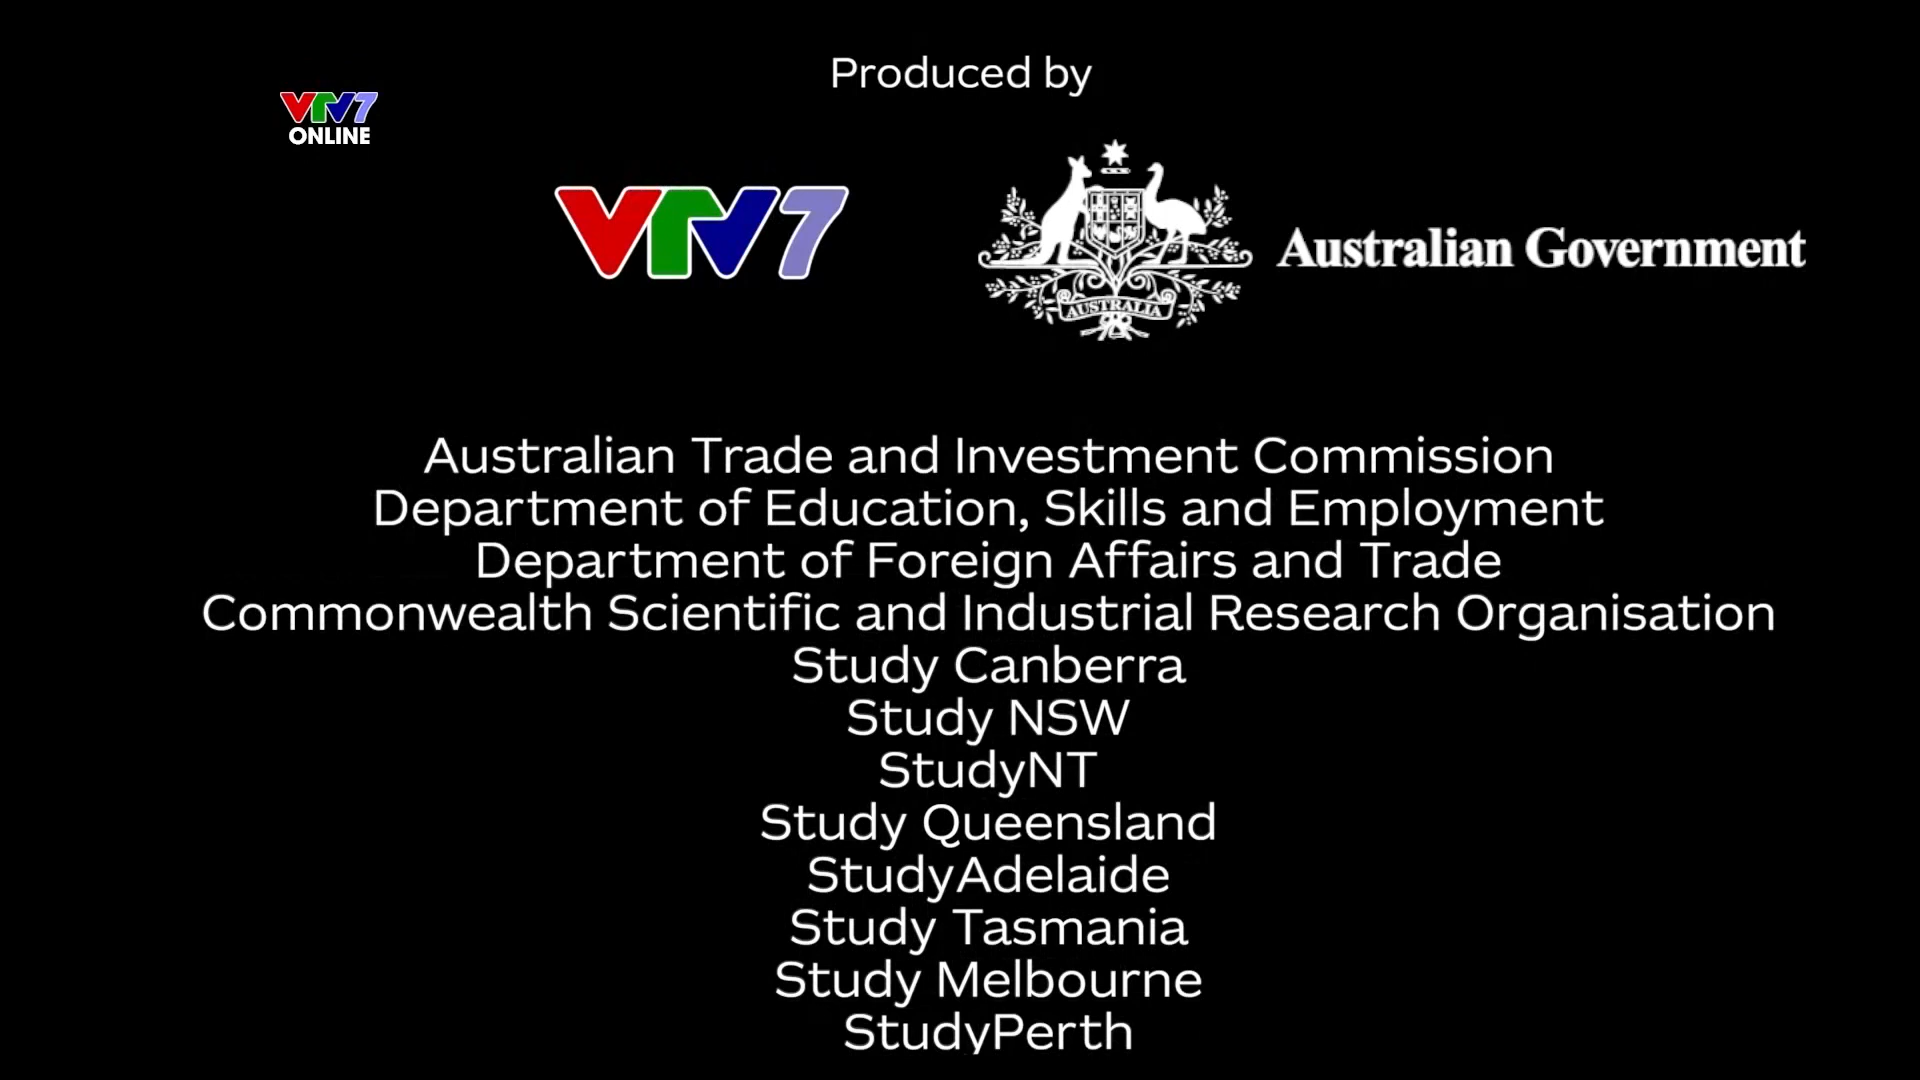 Produced by
VTV7
ONLINE
VTV7
AUSTRALIA
Australian Government
Australian Trade and Investment Commission
Department of Education, Skills and Employment
Department of Foreign Affairs and Trade
Commonwealth Scientific and Industrial Research Organisation
Study Canberra
Study NSW
StudyNT
Study Queensland
StudyAdelaide
Study Tasmania
Study Melbourne
StudyPerth